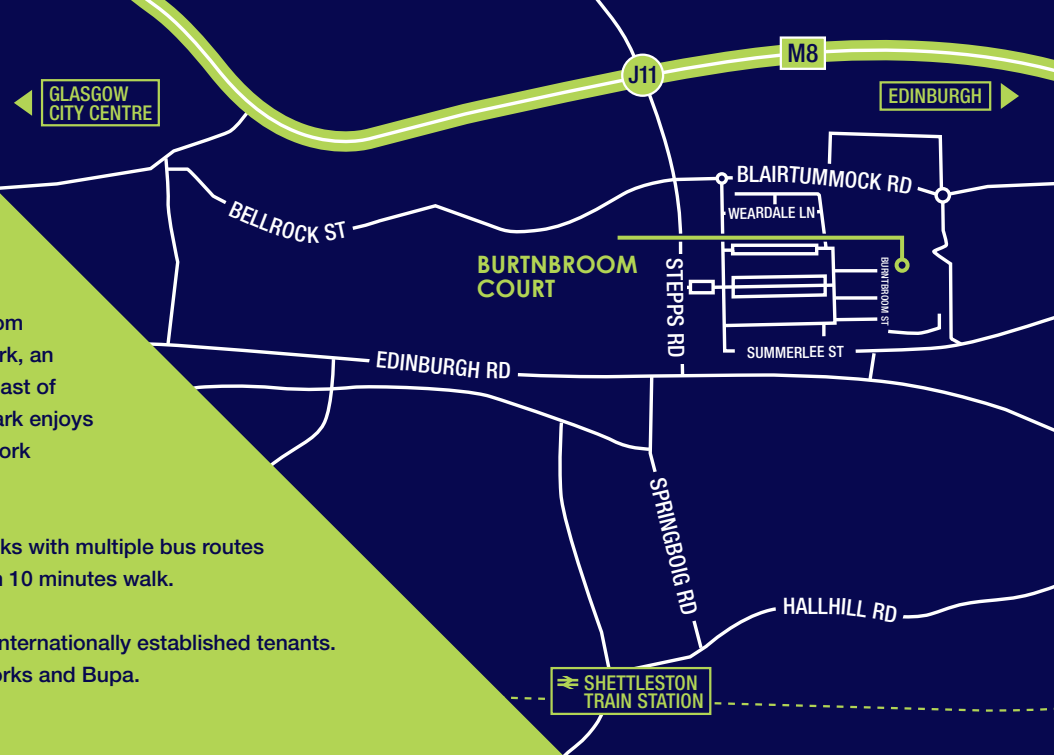 M8
J11
GLASGOW
CITY CENTRE
EDINBURGH
BLAIRTUMMOCK RD
WEARDALE LN
BELLROCK ST
BURTNBROOM
COURT
STEPPS RD
BURNTBROOM ST
SUMMERLEE ST
EDINBURGH RD
SPRINGBOIG RD
HALLHILL RD
SHETTLESTON
TRAIN STATION
om
rk, an
ast of
ark enjoys
ork
ks with multiple bus routes
n 10 minutes walk.
internationally established tenants.
orks and Bupa.